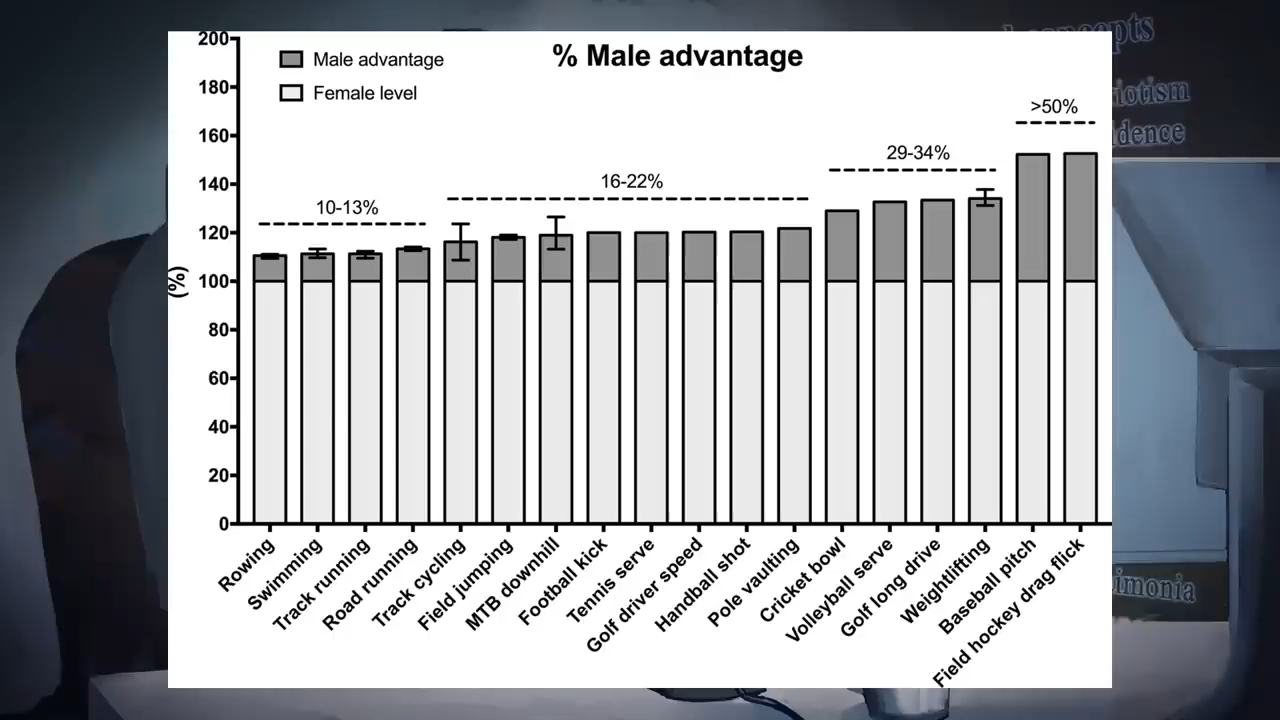 % Male advantage
Male advantage
Female level
200
180
160
140
120
100
80
60
40
20
0
(%)
10-13%
16-22%
29-34%
>50%
Rowing
Swimming
Track running
Road running
Track cycling
Field jumping
MTB downhill
Football kick
Tennis serve
Golf driver speed
Handball shot
Pole vaulting
Cricket bowl
Volleyball serve
Golf long drive
Weightlifting
Baseball pitch
Field hockey drag flick